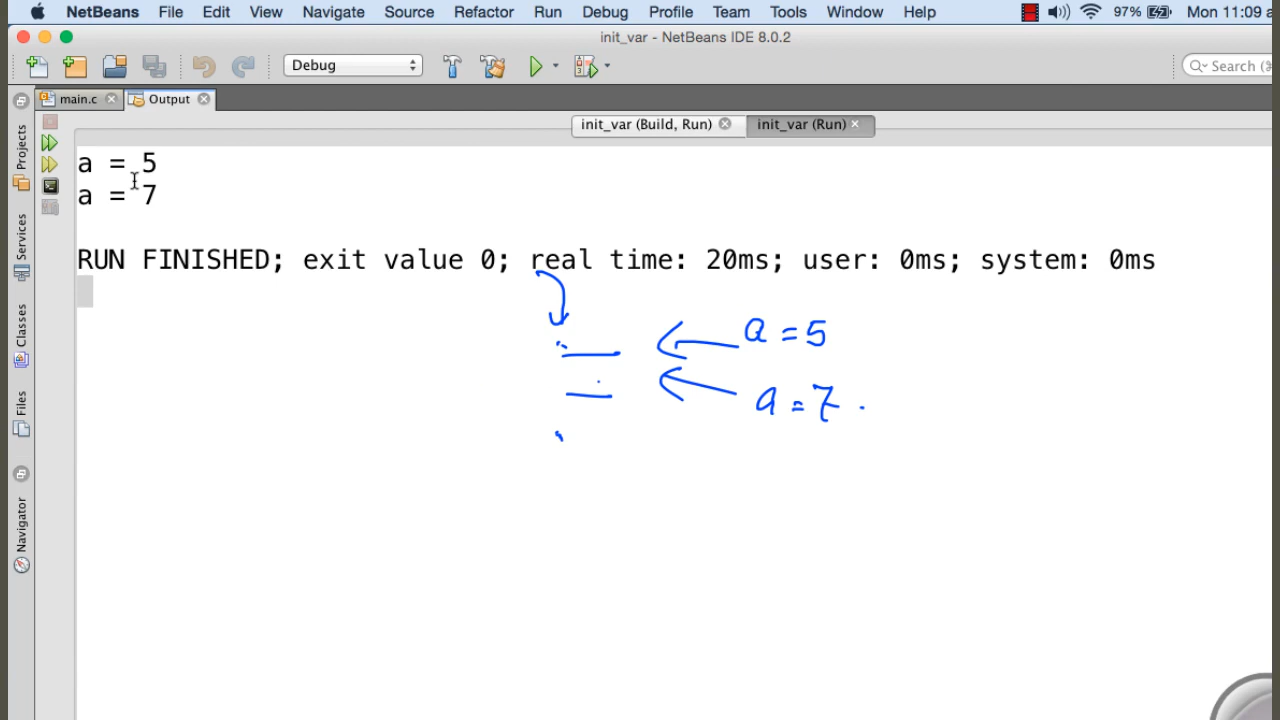 NetBeans File Edit View Navigate Source Refactor Run Debug Profile Team Tools Window Help 97% Mon 11:09 a
init_var - NetBeans IDE 8.0.2
Debug
Search (⌘
main.c Output
init_var (Build, Run) init_var (Run)
Projects
Services
Classes
Files
Navigator
a = 5
a = 7
RUN FINISHED; exit value 0; real time: 20ms; user: 0ms; system: 0ms
a = 5
a = 7 .